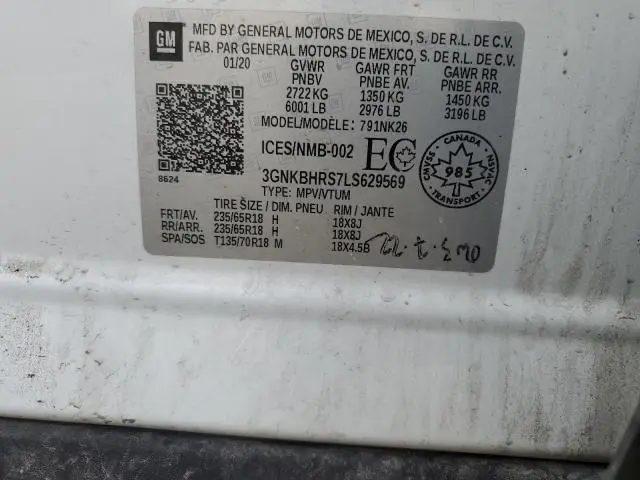 GM
MFD BY GENERAL MOTORS DE MEXICO, S. DE R.L. DE C.V.
FAB. PAR GENERAL MOTORS DE MEXICO, S. DE R.L. DE C.V.
01/20 GVWR GAWR FRT GAWR RR
PNBV PNBE AV. PNBE ARR.
2722 KG 1350 KG 1450 KG
6001 LB 2976 LB 3196 LB
MODEL/MODÈLE: 791NK26
ICES/NMB-002 EC
CANADA
985
CMVSS NSVAC
TRANSPORT
8624
3GNKBHRS7LS629569
TYPE: MPV/VTUM
TIRE SIZE / DIM. PNEU RIM / JANTE
FRT/AV. 235/65R18 H 18X8J
RR/ARR. 235/65R18 H 18X8J
SPA/SOS T135/70R18 M 18X4.5B